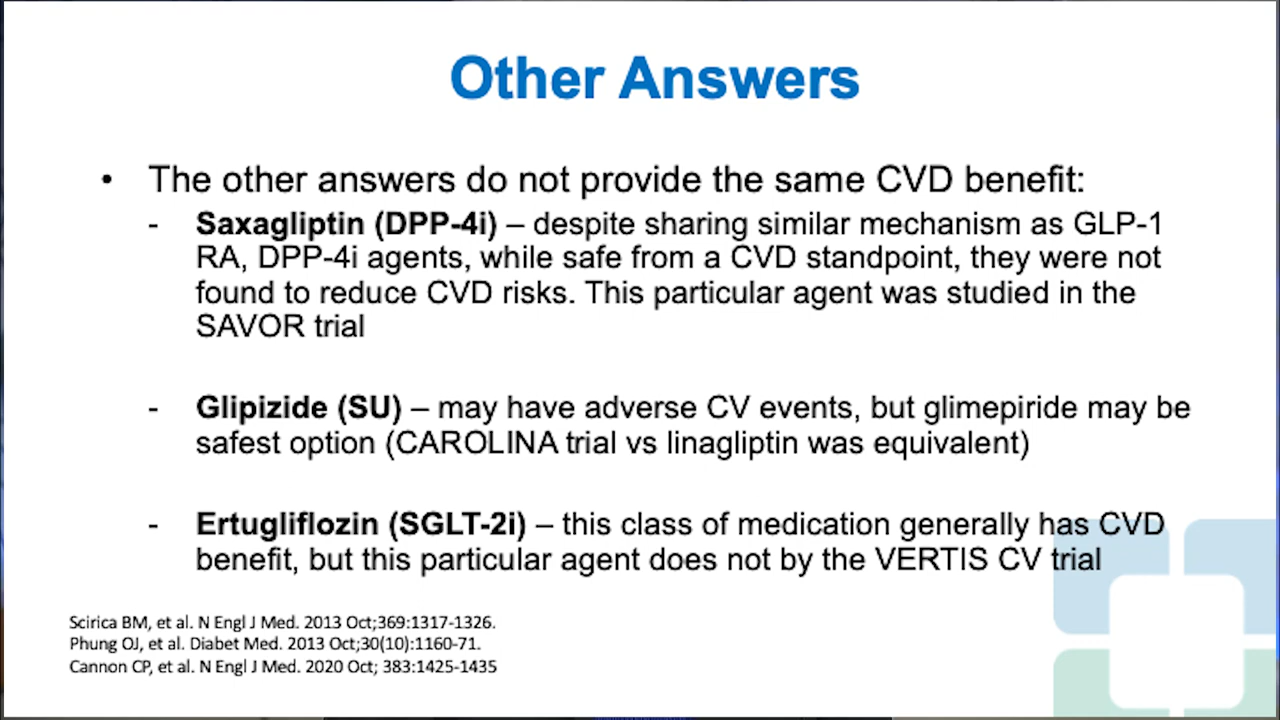 Other Answers
• The other answers do not provide the same CVD benefit:
- Saxagliptin (DPP-4i) – despite sharing similar mechanism as GLP-1
RA, DPP-4i agents, while safe from a CVD standpoint, they were not
found to reduce CVD risks. This particular agent was studied in the
SAVOR trial
- Glipizide (SU) – may have adverse CV events, but glimepiride may be
safest option (CAROLINA trial vs linagliptin was equivalent)
- Ertugliflozin (SGLT-2i) – this class of medication generally has CVD
benefit, but this particular agent does not by the VERTIS CV trial
Scirica BM, et al. N Engl J Med. 2013 Oct;369:1317-1326.
Phung OJ, et al. Diabet Med. 2013 Oct;30(10):1160-71.
Cannon CP, et al. N Engl J Med. 2020 Oct; 383:1425-1435